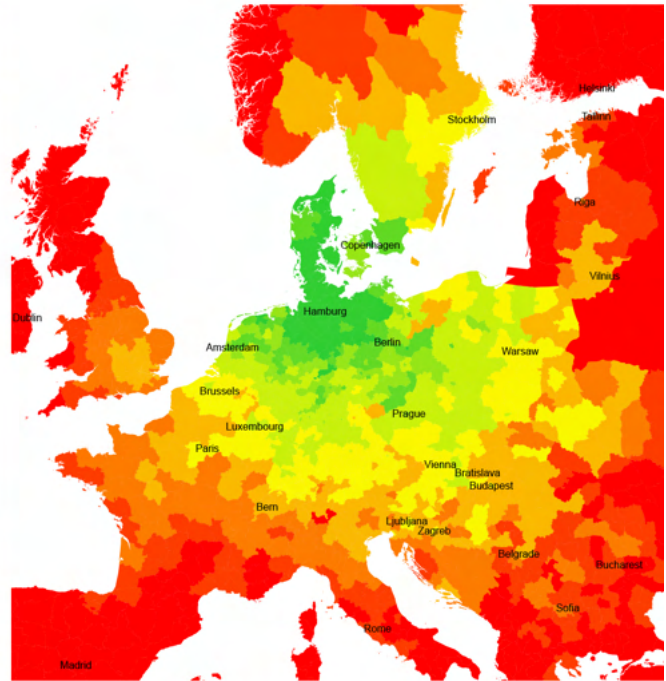 Helsinki
Tallinn
Stockholm
Riga
Copenhagen
Vilnius
Hamburg
Dublin
Berlin
Amsterdam
Warsaw
Brussels
Prague
Luxembourg
Paris
Vienna
Bratislava
Budapest
Bern
Ljubljana
Zagreb
Belgrade
Bucharest
Sofia
Rome
Madrid